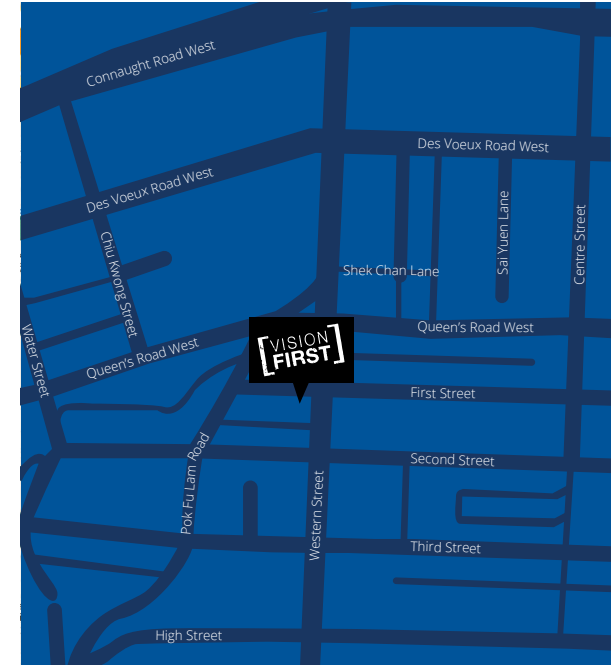 Connaught Road West
Des Voeux Road West
Des Voeux Road West
Sai Yuen Lane
Centre Street
Chiu Kwong Street
Shek Chan Lane
Water Street
Queen's Road West
Queen's Road West
VISION
FIRST
First Street
Pok Fu Lam Road
Second Street
Western Street
Third Street
High Street